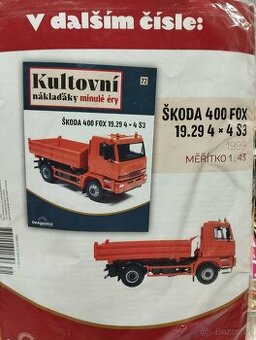 V dalším čísle:
Kultovní
náklaďáky minulé éry
72
ŠKODA 400 FOX 19.29 4 × 4 S3
DeAgostini
ŠKODA 400 FOX
19.29 4 × 4 S3
1999
MĚŘÍTKO 1:43